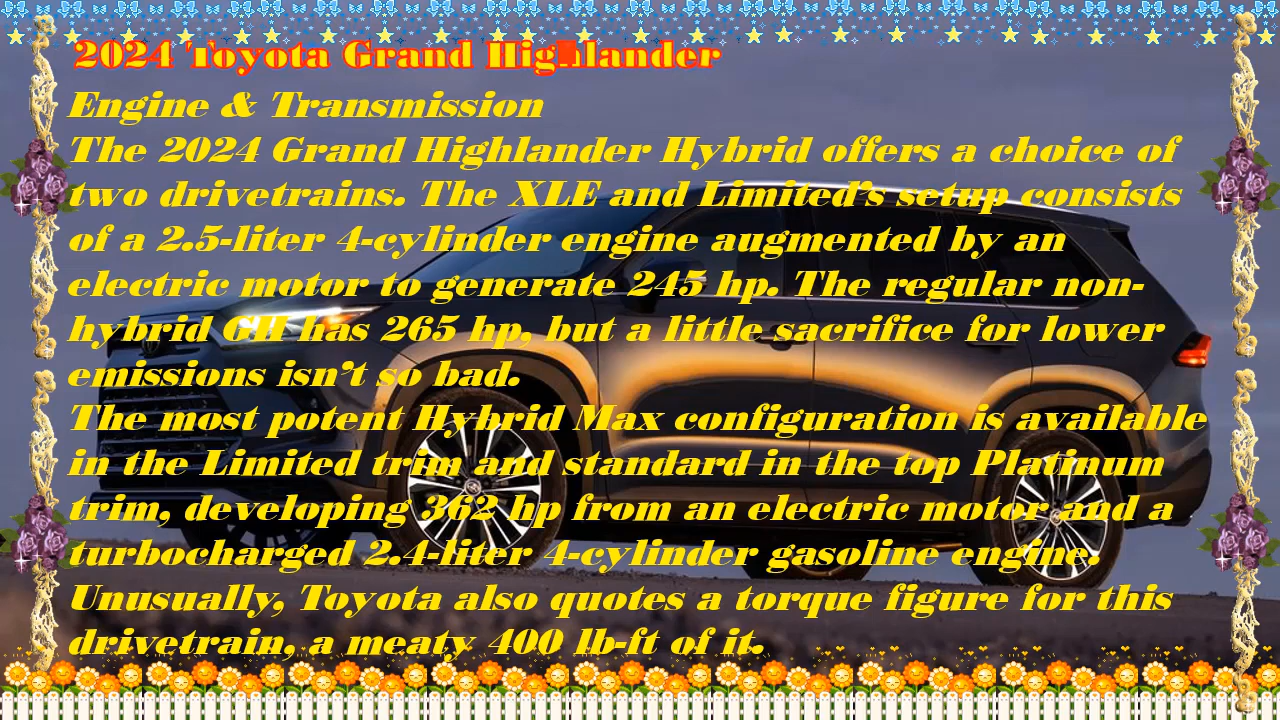 2024 Toyota Grand Highlander
Engine & Transmission
The 2024 Grand Highlander Hybrid offers a choice of
two drivetrains. The XLE and Limited’s setup consists
of a 2.5-liter 4-cylinder engine augmented by an
electric motor to generate 245 hp. The regular non-
hybrid GH has 265 hp, but a little sacrifice for lower
emissions isn’t so bad.
The most potent Hybrid Max configuration is available
in the Limited trim and standard in the top Platinum
trim, developing 362 hp from an electric motor and a
turbocharged 2.4-liter 4-cylinder gasoline engine.
Unusually, Toyota also quotes a torque figure for this
drivetrain, a meaty 400 lb-ft of it.